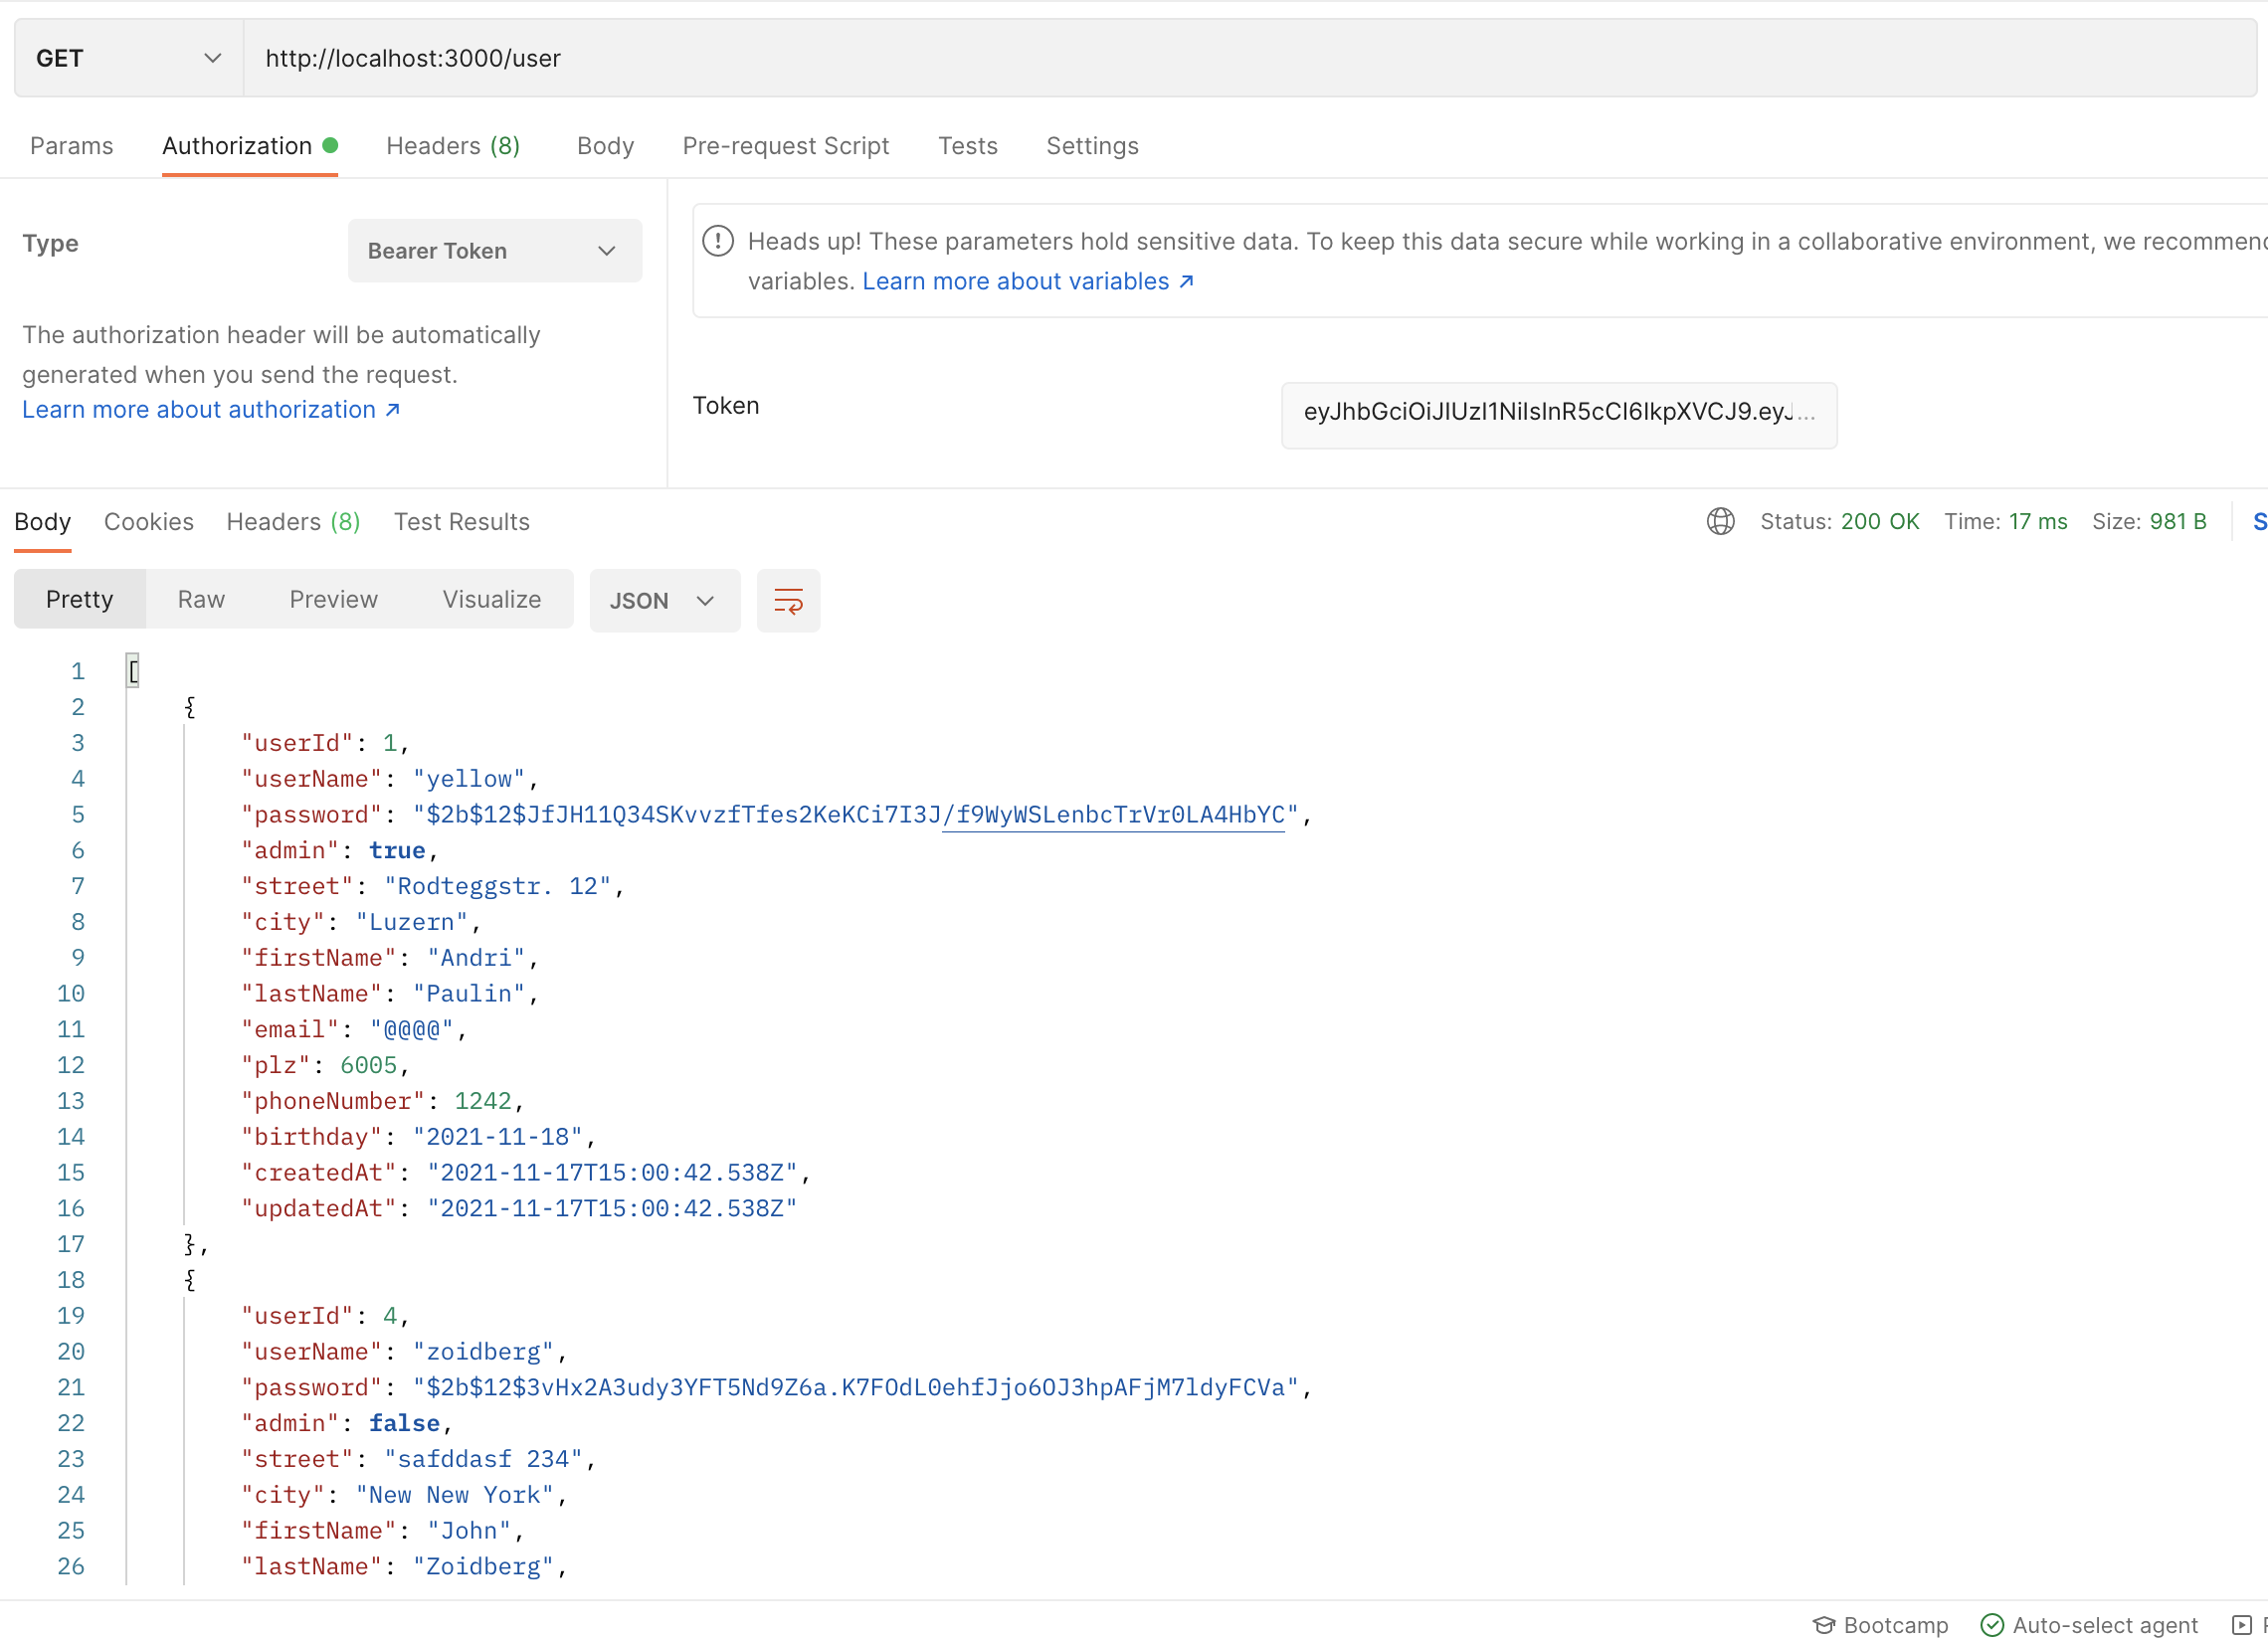 GET http://localhost:3000/user
Params Authorization Headers (8) Body Pre-request Script Tests Settings
Type Bearer Token
The authorization header will be automatically
generated when you send the request.
Learn more about authorization ↗
Heads up! These parameters hold sensitive data. To keep this data secure while working in a collaborative environment, we recommend
variables. Learn more about variables ↗
Token eyJhbGciOiJIUzI1NiIsInR5cCI6IkpXVCJ9.eyJ...
Body Cookies Headers (8) Test Results Status: 200 OK Time: 17 ms Size: 981 B
Pretty Raw Preview Visualize JSON
1 [
2 {
3 "userId": 1,
4 "userName": "yellow",
5 "password": "$2b$12$JfJH11Q34SKvvzfTfes2KeKCi7I3J/f9WyWSLenbcTrVr0LA4HbYC",
6 "admin": true,
7 "street": "Rodteggstr. 12",
8 "city": "Luzern",
9 "firstName": "Andri",
10 "lastName": "Paulin",
11 "email": "@@@@",
12 "plz": 6005,
13 "phoneNumber": 1242,
14 "birthday": "2021-11-18",
15 "createdAt": "2021-11-17T15:00:42.538Z",
16 "updatedAt": "2021-11-17T15:00:42.538Z"
17 },
18 {
19 "userId": 4,
20 "userName": "zoidberg",
21 "password": "$2b$12$3vHx2A3udy3YFT5Nd9Z6a.K7FOdL0ehfJjo6OJ3hpAFjM7ldyFCVa",
22 "admin": false,
23 "street": "safddasf 234",
24 "city": "New New York",
25 "firstName": "John",
26 "lastName": "Zoidberg",
Bootcamp Auto-select agent